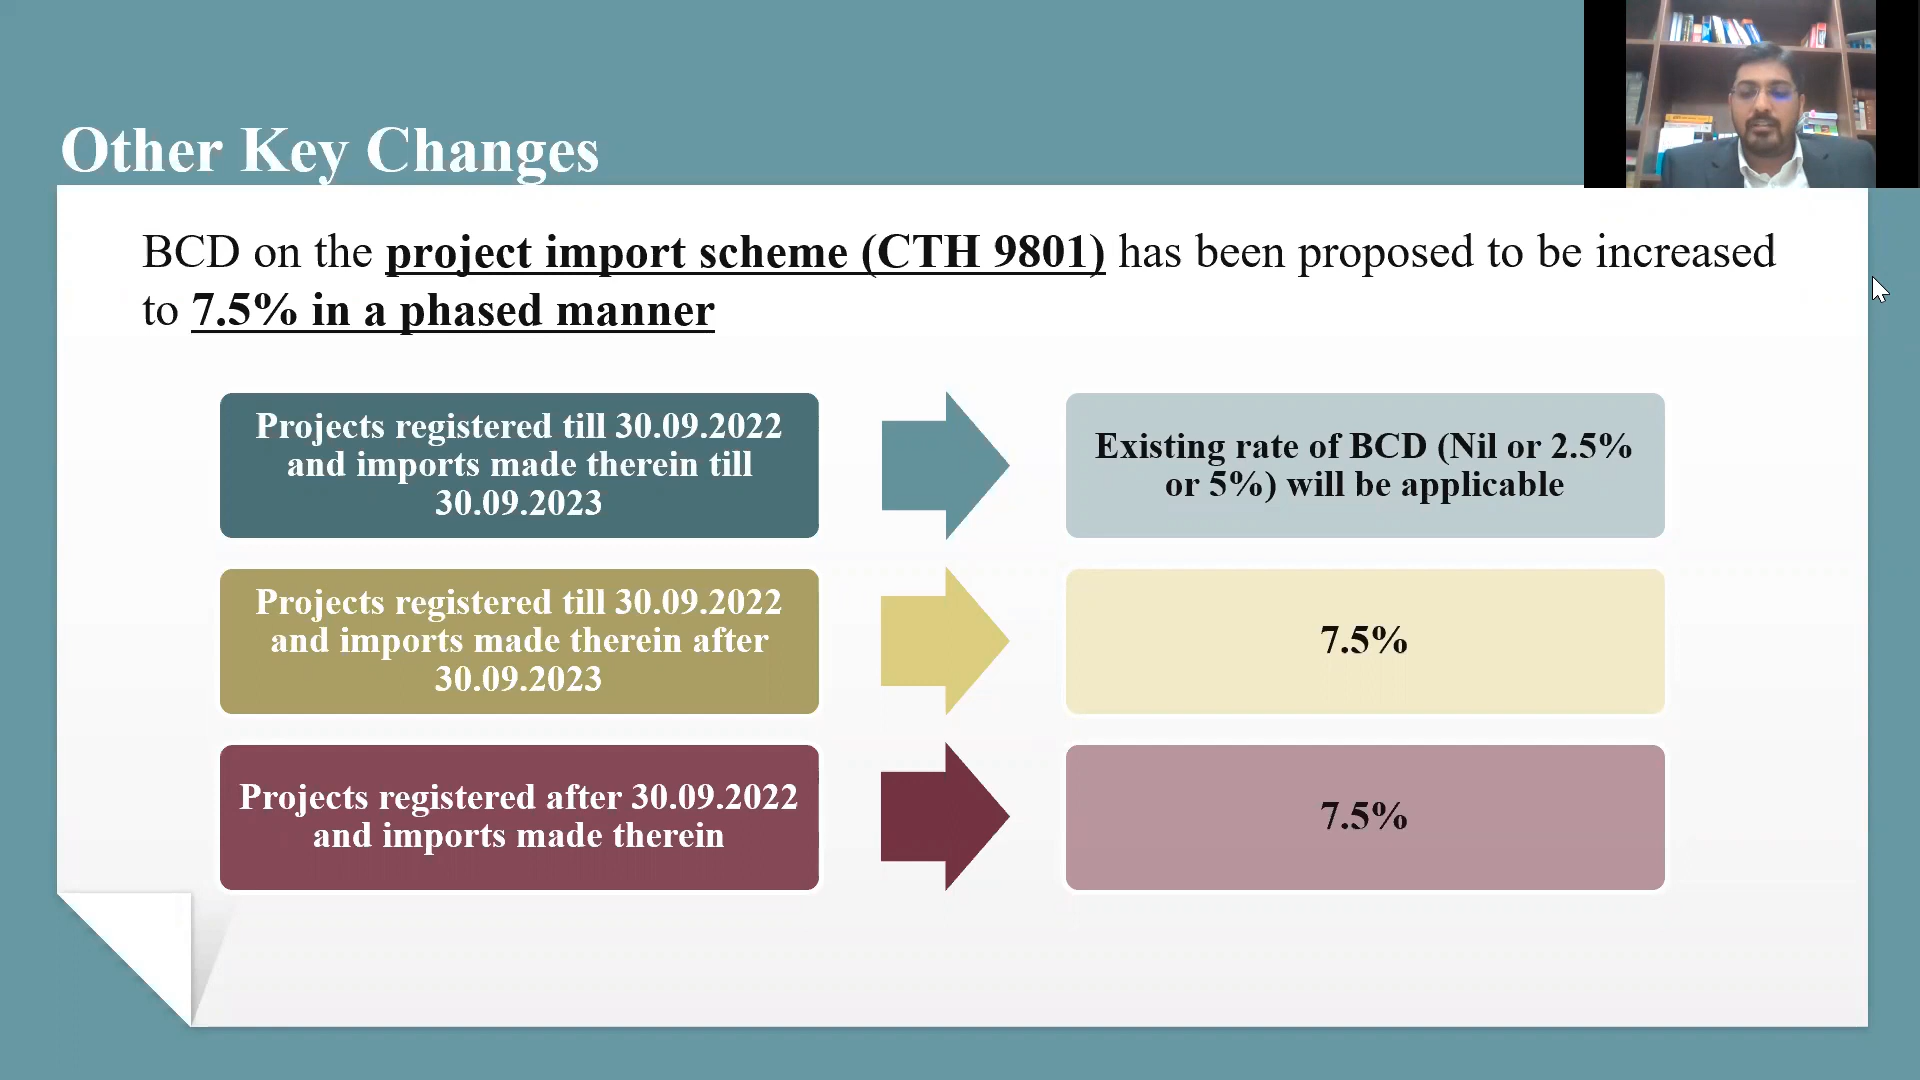 Other Key Changes
BCD on the project import scheme (CTH 9801) has been proposed to be increased
to 7.5% in a phased manner
Projects registered till 30.09.2022
and imports made therein till
30.09.2023
Existing rate of BCD (Nil or 2.5%
or 5%) will be applicable
Projects registered till 30.09.2022
and imports made therein after
30.09.2023
7.5%
Projects registered after 30.09.2022
and imports made therein
7.5%